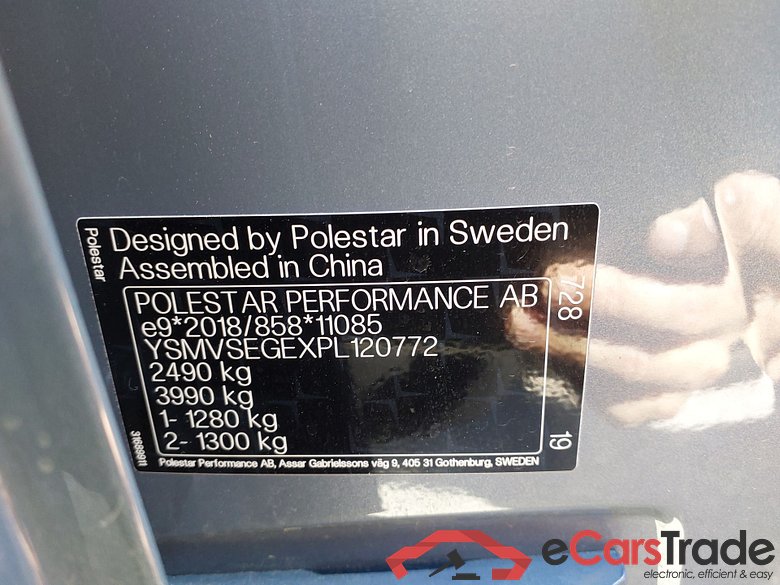 Polestar
Designed by Polestar in Sweden
Assembled in China
POLESTAR PERFORMANCE AB
e9*2018/858*11085
YSMVSEGEXPL120772
2490 kg
3990 kg
1- 1280 kg
2- 1300 kg
728
19
31689911
Polestar Performance AB, Assar Gabrielssons väg 9, 405 31 Gothenburg, SWEDEN
eCarsTrade
electronic, efficient & easy